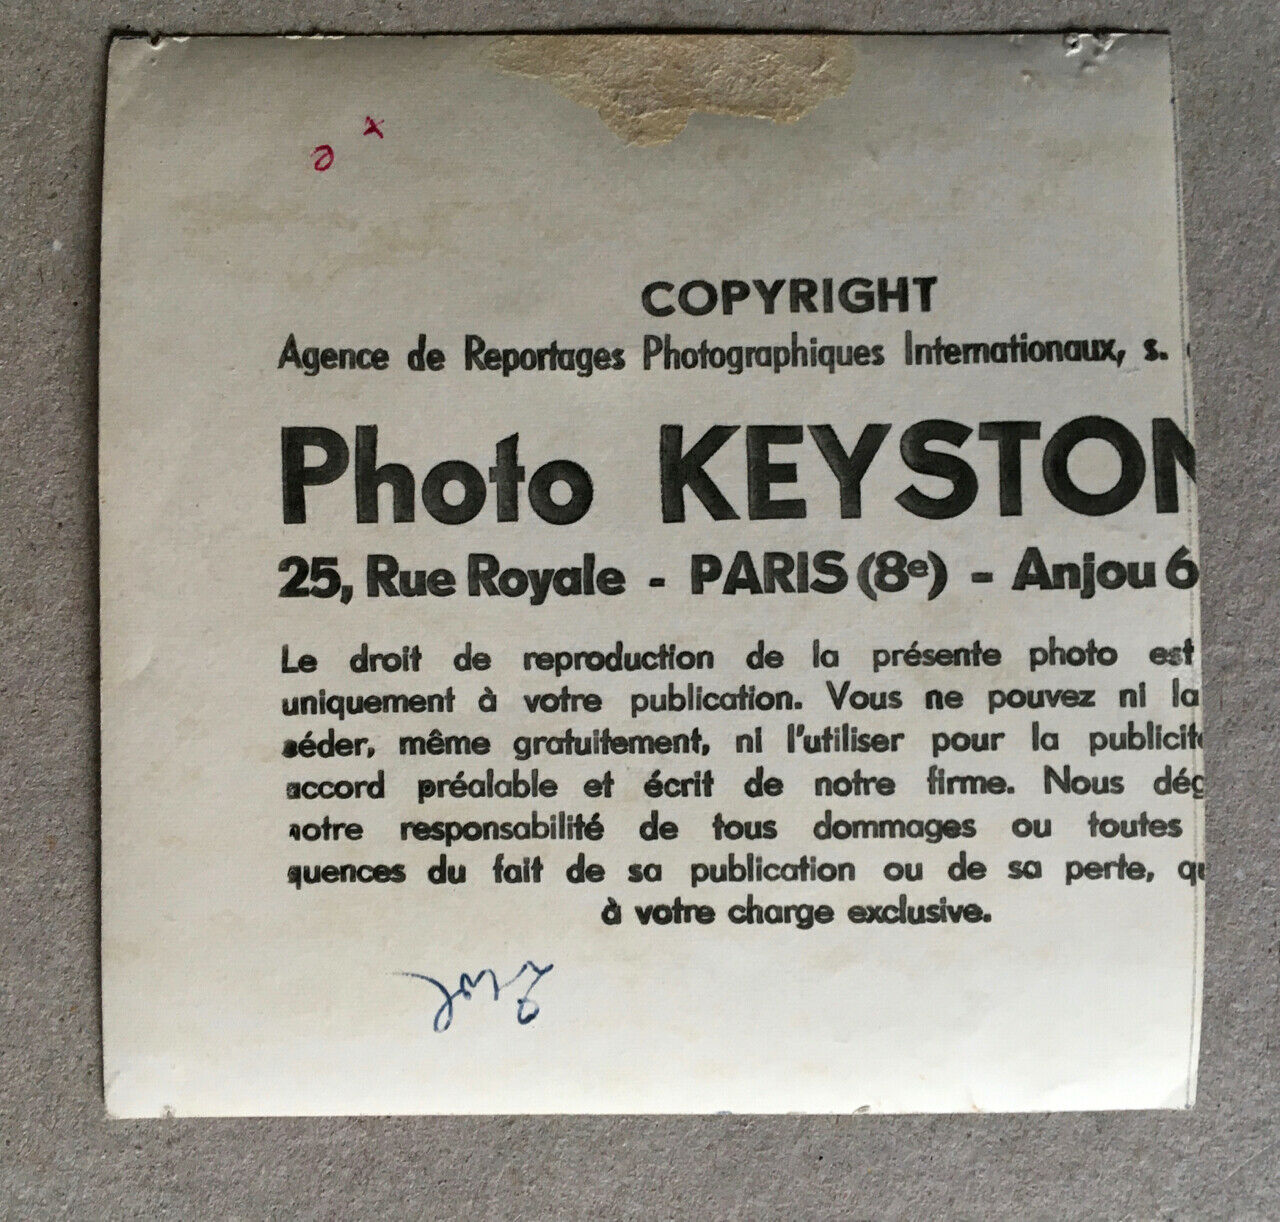 COPYRIGHT
Agence de Reportages Photographiques Internationaux, s.
Photo KEYSTON
25, Rue Royale - PARIS (8e) - Anjou 6
Le droit de reproduction de la présente photo est
uniquement à votre publication. Vous ne pouvez ni la
séder, même gratuitement, ni l'utiliser pour la publicité
accord préalable et écrit de notre firme. Nous dég
notre responsabilité de tous dommages ou toutes
quences du fait de sa publication ou de sa perte, qu
à votre charge exclusive.